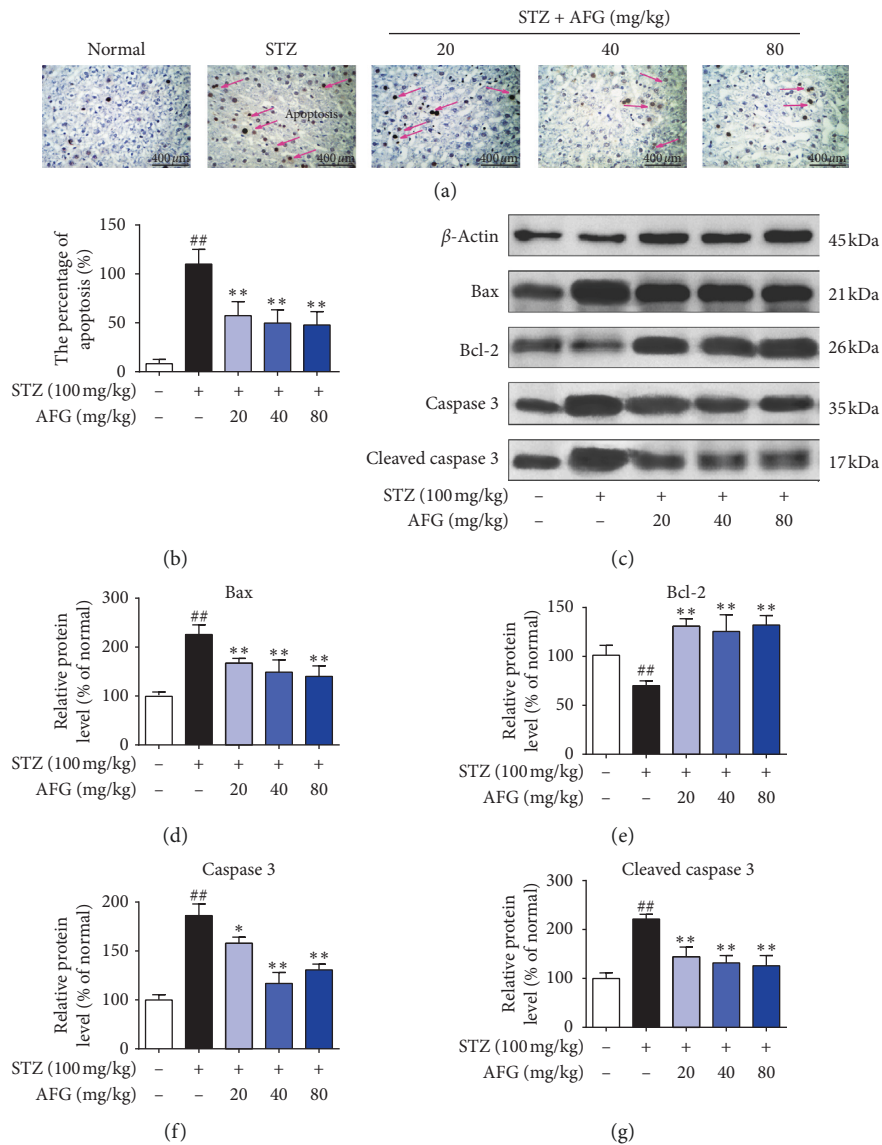 STZ + AFG (mg/kg)
Normal STZ 20 40 80
Apoptosis
400 μm 400 μm 400 μm 400 μm 400 μm
(a)
The percentage of
apoptosis (%)
150
100
50
0
##
** ** **
STZ (100 mg/kg) – + + + +
AFG (mg/kg) – – 20 40 80
(b)
β-Actin 45 kDa
Bax 21 kDa
Bcl-2 26 kDa
Caspase 3 35 kDa
Cleaved caspase 3 17 kDa
STZ (100 mg/kg) – + + + +
AFG (mg/kg) – – 20 40 80
(c)
Bax
Relative protein
level (% of normal)
300
200
100
0
##
** ** **
STZ (100 mg/kg) – + + + +
AFG (mg/kg) – – 20 40 80
(d)
Bcl-2
Relative protein
level (% of normal)
150
100
50
0
##
** ** **
STZ (100 mg/kg) – + + + +
AFG (mg/kg) – – 20 40 80
(e)
Caspase 3
Relative protein
level (% of normal)
200
150
100
0
##
*
** **
STZ (100 mg/kg) – + + + +
AFG (mg/kg) – – 20 40 80
(f)
Cleaved caspase 3
Relative protein
level (% of normal)
300
200
100
0
##
** ** **
STZ (100 mg/kg) – + + + +
AFG (mg/kg) – – 20 40 80
(g)